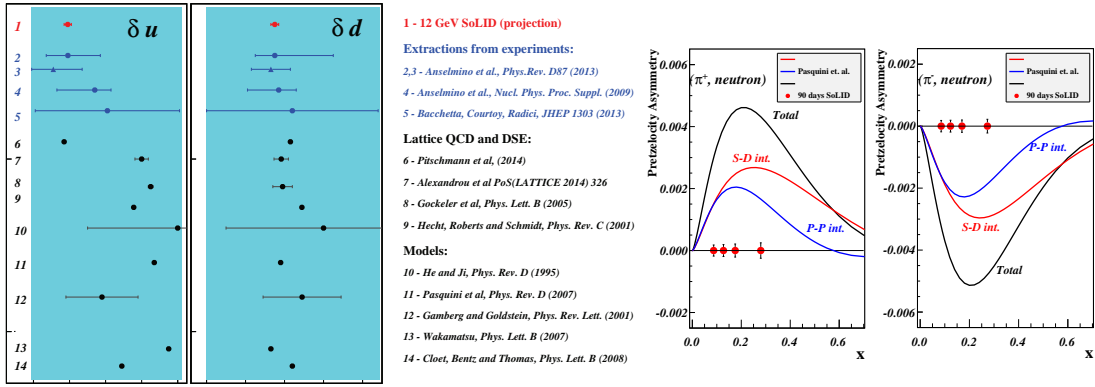 δ u
δ d
1
2
3
4
5
6
7
8
9
10
11
12
13
14
1 - 12 GeV SoLID (projection)
Extractions from experiments:
2,3 - Anselmino et al., Phys.Rev. D87 (2013)
4 - Anselmino et al., Nucl. Phys. Proc. Suppl. (2009)
5 - Bacchetta, Courtoy, Radici, JHEP 1303 (2013)
Lattice QCD and DSE:
6 - Pitschmann et al, (2014)
7 - Alexandrou et al PoS(LATTICE 2014) 326
8 - Gockeler et al, Phys. Lett. B (2005)
9 - Hecht, Roberts and Schmidt, Phys. Rev. C (2001)
Models:
10 - He and Ji, Phys. Rev. D (1995)
11 - Pasquini et al, Phys. Rev. D (2007)
12 - Gamberg and Goldstein, Phys. Rev. Lett. (2001)
13 - Wakamatsu, Phys. Lett. B (2007)
14 - Cloet, Bentz and Thomas, Phys. Lett. B (2008)
Pretzelocity Asymmetry
0.006
0.004
0.002
0.000
-0.002
(π+, neutron)
Pasquini et. al.
90 days SoLID
Total
S-D int.
P-P int.
0.0
0.2
0.4
0.6
x
Pretzelocity Asymmetry
0.002
0.000
-0.002
-0.004
-0.006
(π-, neutron)
Pasquini et. al.
90 days SoLID
P-P int.
S-D int.
Total
0.0
0.2
0.4
0.6
x